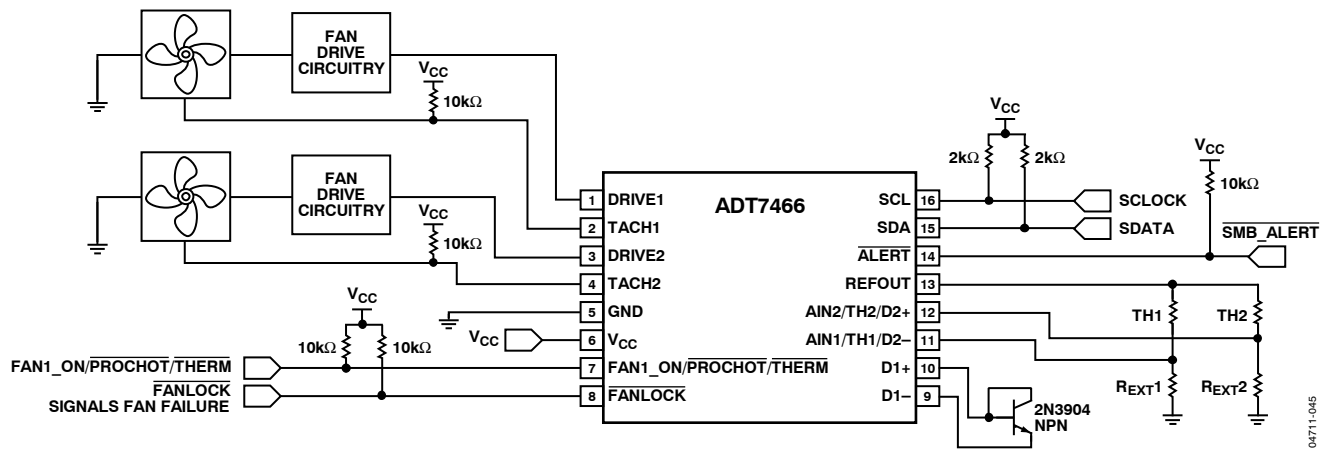 FAN
DRIVE
CIRCUITRY
VCC
10kΩ
FAN
DRIVE
CIRCUITRY
VCC
10kΩ
VCC
10kΩ
10kΩ
FAN1_ON/PROCHOT/THERM
FANLOCK
SIGNALS FAN FAILURE
VCC
ADT7466
1 DRIVE1
2 TACH1
3 DRIVE2
4 TACH2
5 GND
6 VCC
7 FAN1_ON/PROCHOT/THERM
8 FANLOCK
SCL 16
SDA 15
ALERT 14
REFOUT 13
AIN2/TH2/D2+ 12
AIN1/TH1/D2– 11
D1+ 10
D1– 9
VCC
2kΩ
2kΩ
SCLOCK
SDATA
VCC
10kΩ
SMB_ALERT
TH1
TH2
REXT1
REXT2
2N3904
NPN
04711-045